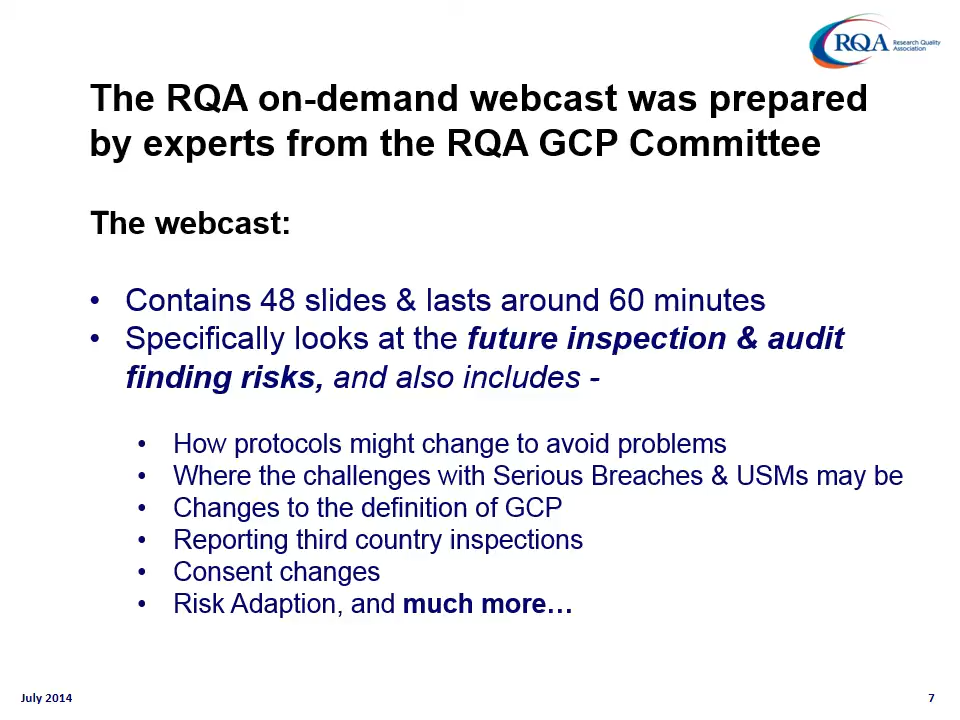 RQA Research Quality
Association
The RQA on-demand webcast was prepared
by experts from the RQA GCP Committee
The webcast:
• Contains 48 slides & lasts around 60 minutes
• Specifically looks at the future inspection & audit
finding risks, and also includes -
• How protocols might change to avoid problems
• Where the challenges with Serious Breaches & USMs may be
• Changes to the definition of GCP
• Reporting third country inspections
• Consent changes
• Risk Adaption, and much more…
July 2014
7